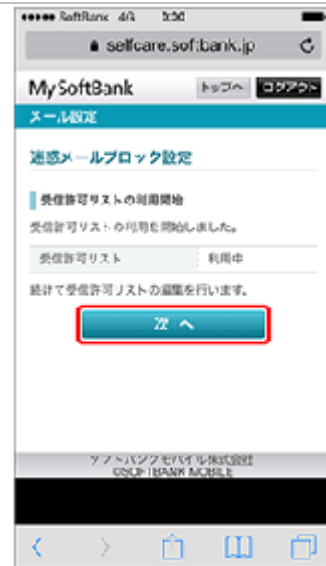 SoftBank 4G 5:50
selfcare.softbank.jp
My SoftBank トップへ ログアウト
メール設定
迷惑メールブロック設定
受信許可リストの利用開始
受信許可リストの利用を開始しました。
受信許可リスト 利用中
続けて受信許可リストの編集を行います。
次へ
ソフトバンクモバイル株式会社
©SOFTBANK MOBILE